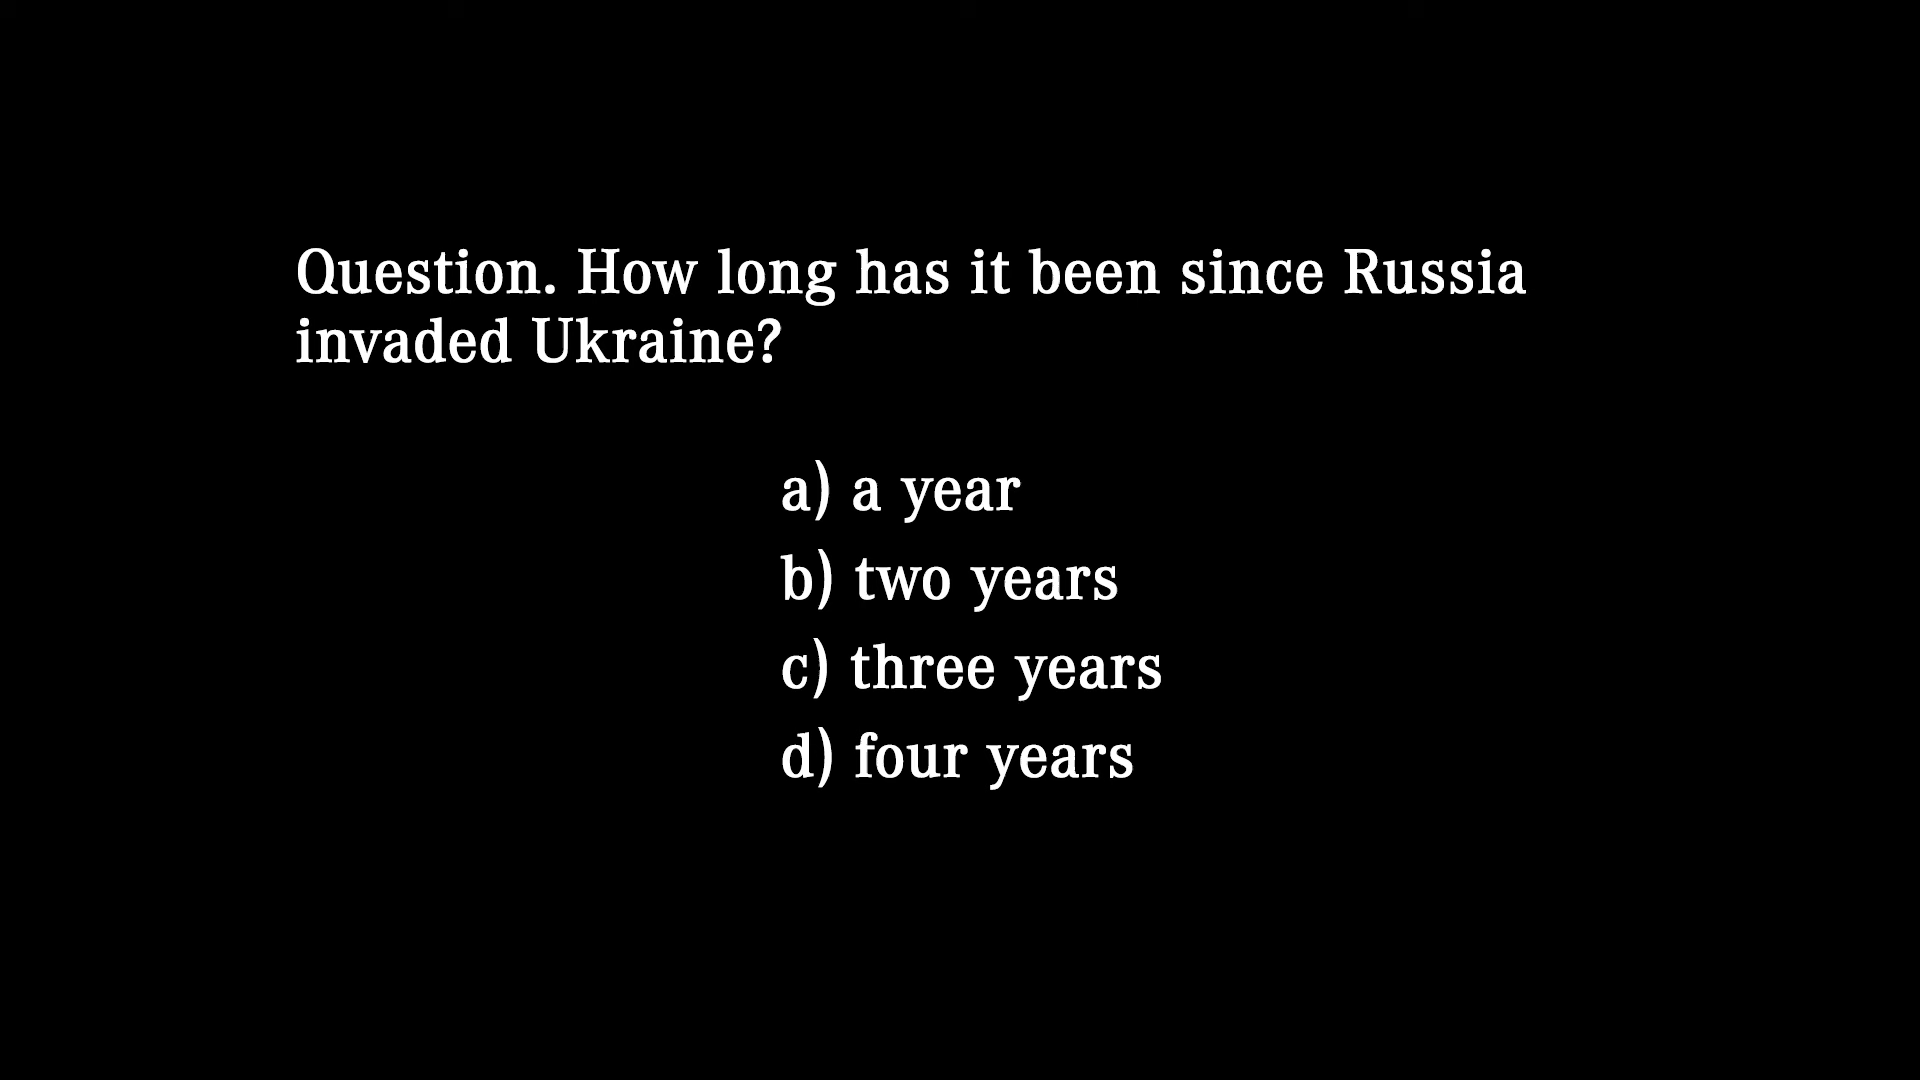 Question. How long has it been since Russia
invaded Ukraine?
a) a year
b) two years
c) three years
d) four years